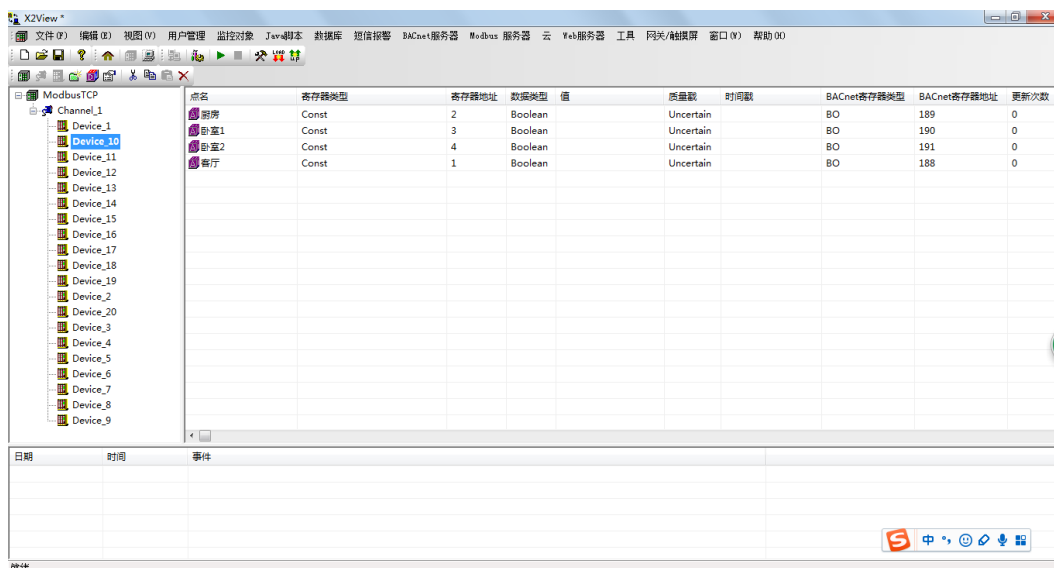 X2View *
文件(F) 编辑(E) 视图(V) 用户管理 监控对象 Java脚本 数据库 短信报警 BACnet服务器 Modbus 服务器 云 Web服务器 工具 网关/触摸屏 窗口(W) 帮助(H)
ModbusTCP
Channel_1
Device_1
Device_10
Device_11
Device_12
Device_13
Device_14
Device_15
Device_16
Device_17
Device_18
Device_19
Device_2
Device_20
Device_3
Device_4
Device_5
Device_6
Device_7
Device_8
Device_9
点名 寄存器类型 寄存器地址 数据类型 值 质量戳 时间戳 BACnet寄存器类型 BACnet寄存器地址 更新次数
厨房 Const 2 Boolean Uncertain BO 189 0
卧室1 Const 3 Boolean Uncertain BO 190 0
卧室2 Const 4 Boolean Uncertain BO 191 0
客厅 Const 1 Boolean Uncertain BO 188 0
日期 时间 事件
中